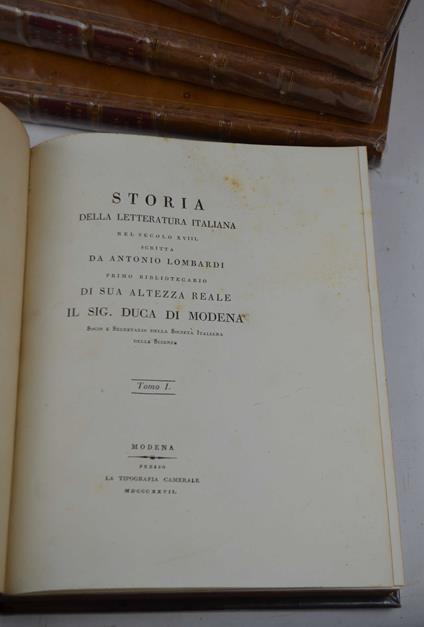 STORIA
DELLA LETTERATURA ITALIANA
NEL SECOLO XVIII.
SCRITTA
DA ANTONIO LOMBARDI
PRIMO BIBLIOTECARIO
DI SUA ALTEZZA REALE
IL SIG. DUCA DI MODENA
SOCIO E SEGRETARIO DELLA SOCIETÀ ITALIANA
DELLE SCIENZE
Tomo I.
MODENA
PRESSO
LA TIPOGRAFIA CAMERALE
MDCCCXXVII.